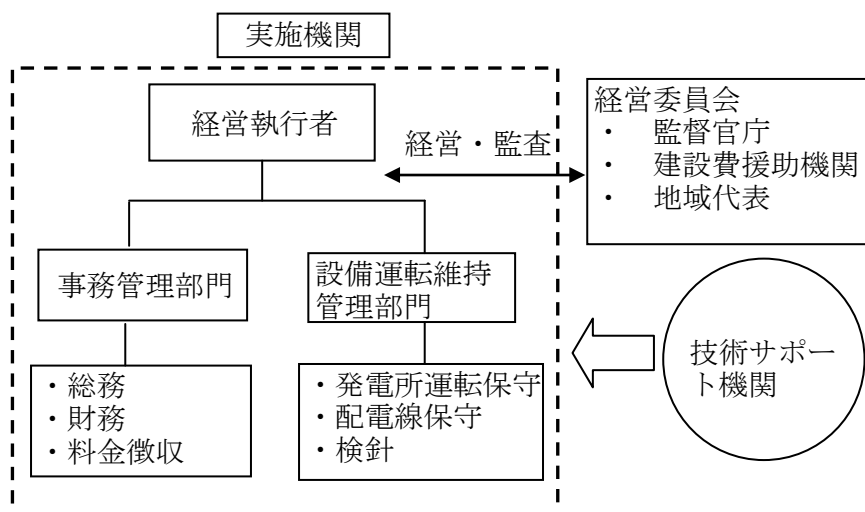 実施機関
経営執行者
経営・監査
経営委員会
・ 監督官庁
・ 建設費援助機関
・ 地域代表
事務管理部門
設備運転維持
管理部門
技術サポー
ト機関
・総務
・財務
・料金徴収
・発電所運転保守
・配電線保守
・検針